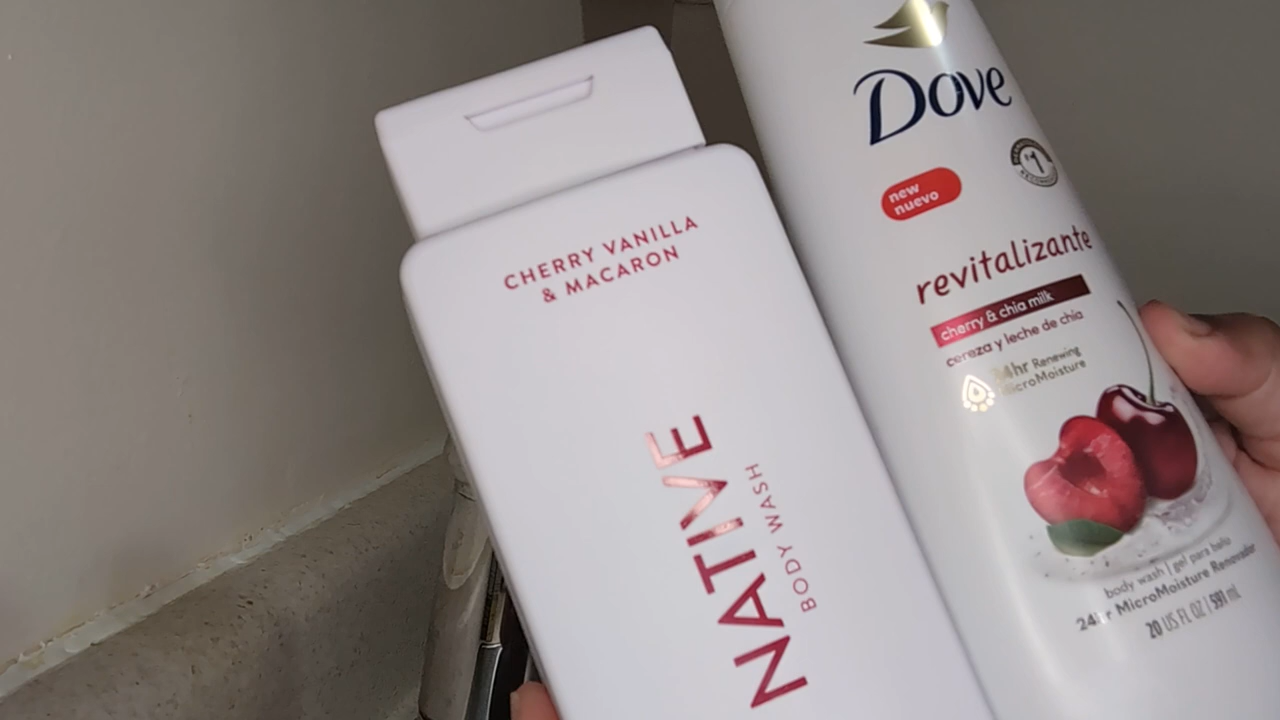 CHERRY VANILLA
& MACARON
NATIVE
BODY WASH
Dove
new
nuevo
#1
revitalizante
cherry & chia milk
cereza y leche de chia
24hr Renewing
MicroMoisture
body wash | gel para baño
24hr MicroMoisture Renovador
20 US FL OZ | 591 mL